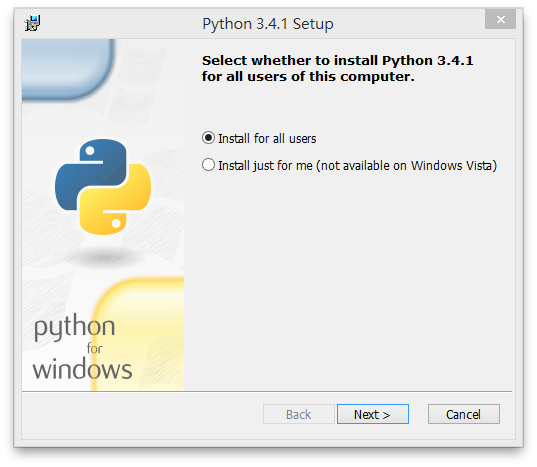 Python 3.4.1 Setup
Select whether to install Python 3.4.1
for all users of this computer.
Install for all users
Install just for me (not available on Windows Vista)
python
for
windows
Back
Next >
Cancel